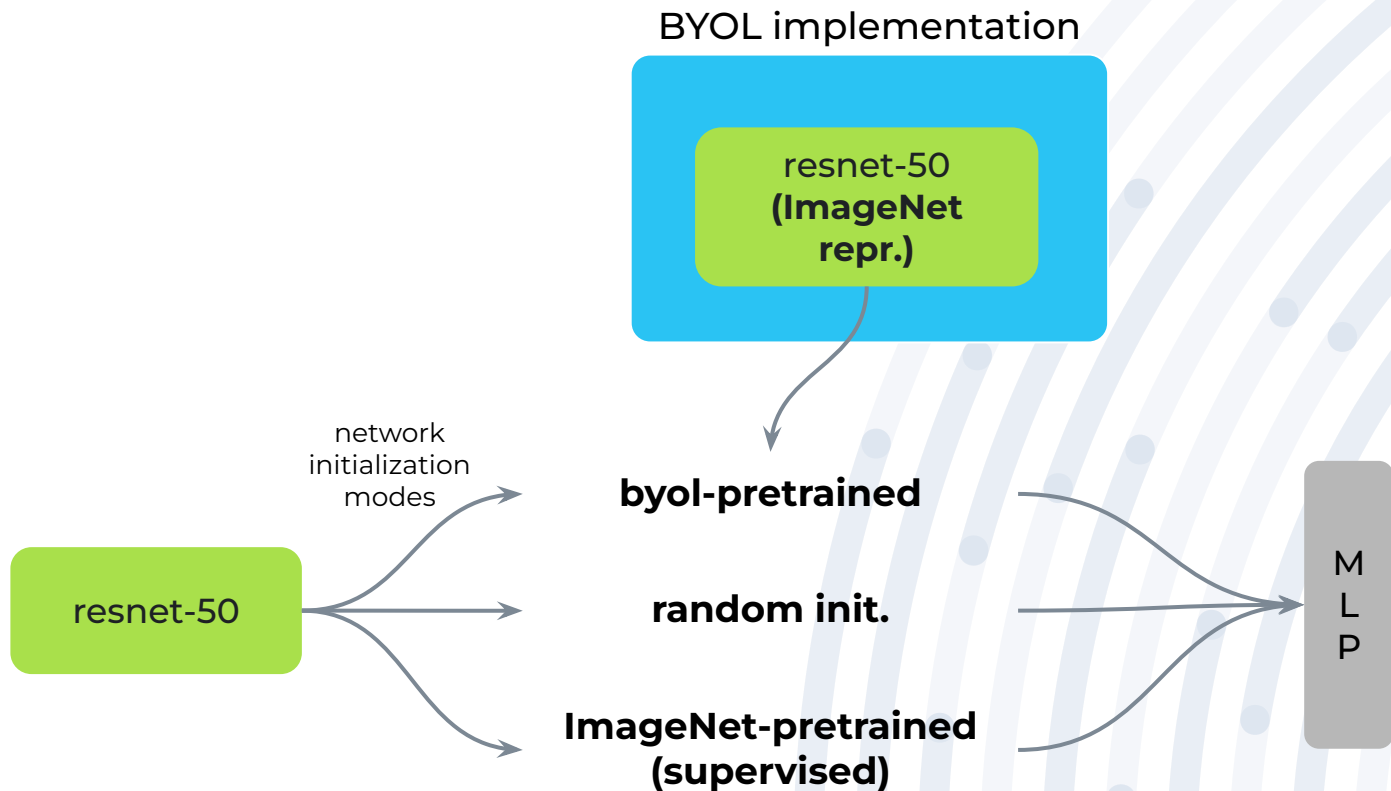 BYOL implementation
resnet-50
(ImageNet
repr.)
network
initialization
modes
byol-pretrained
resnet-50
random init.
ImageNet-pretrained
(supervised)
M
L
P